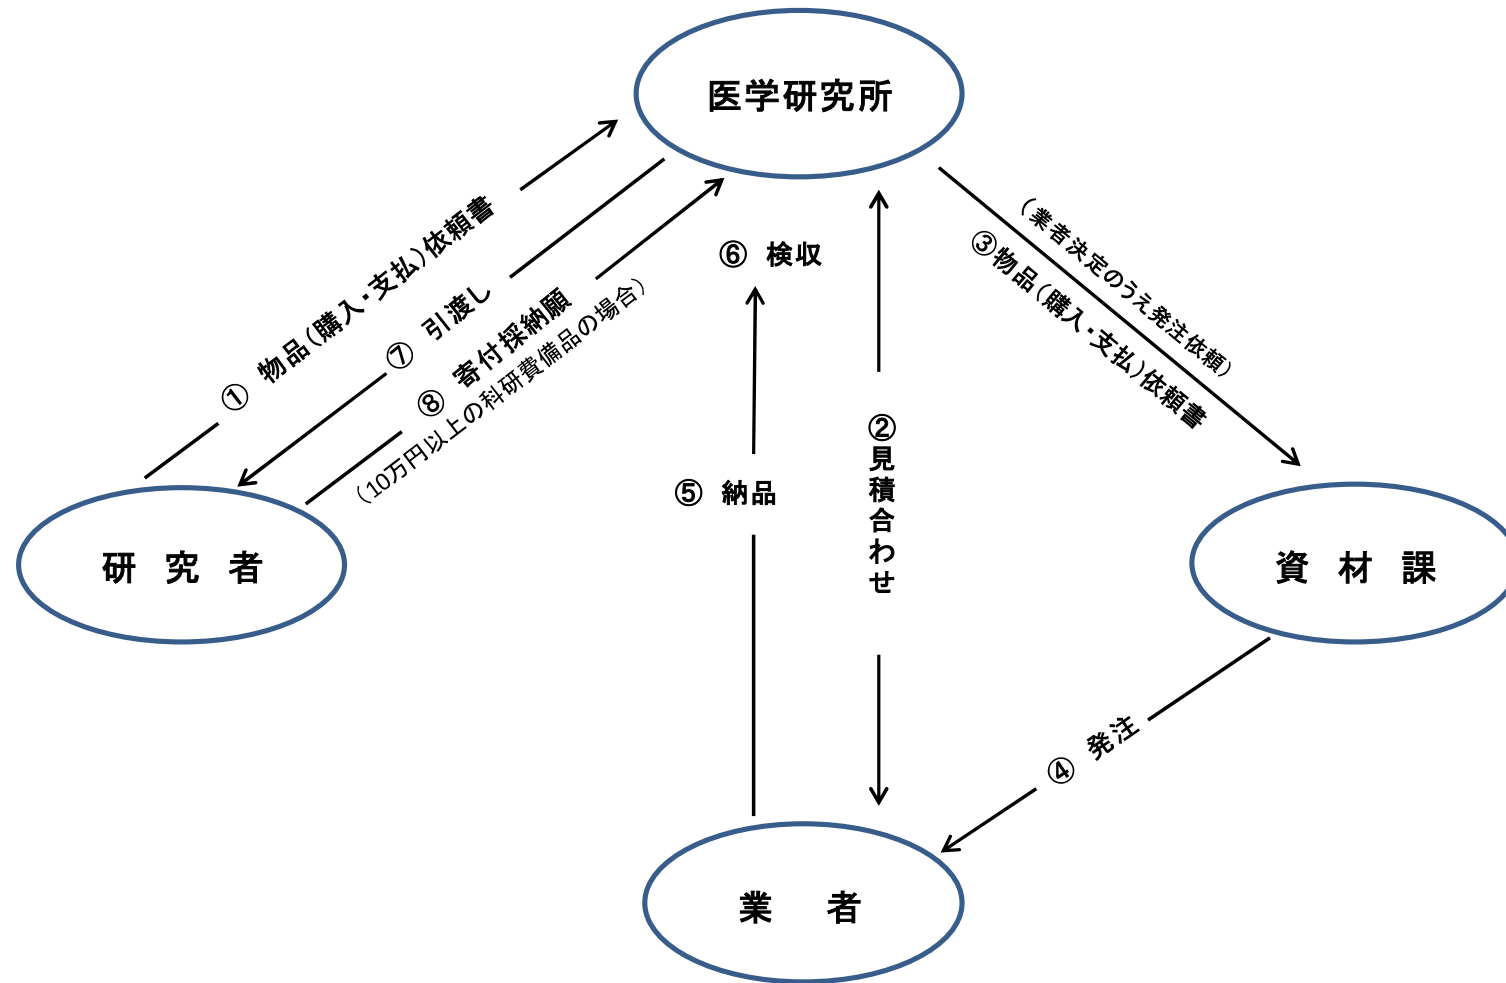 医学研究所
① 物品(購入・支払)依頼書
⑦ 引渡し
⑧ 寄付採納願
(10万円以上の科研費備品の場合)
⑥ 検収
⑤ 納品
②見積合わせ
(業者決定のうえ発注依頼)
③物品(購入・支払)依頼書
研 究 者
資 材 課
④ 発注
業 者